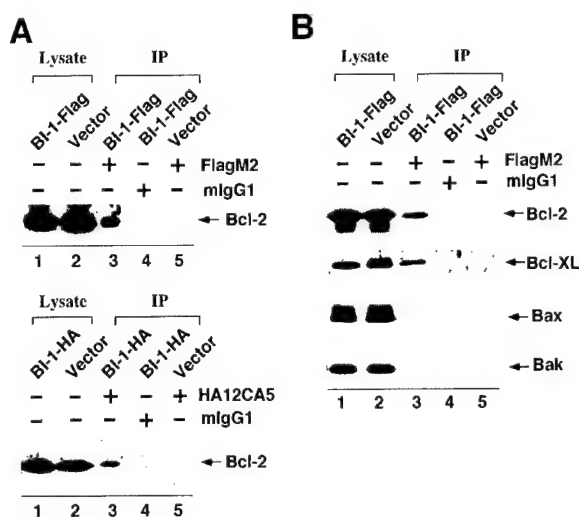 A
Lysate IP
BI-1-Flag Vector BI-1-Flag BI-1-Flag Vector
− − + − + FlagM2
− − − + − mIgG1
← Bcl-2
1 2 3 4 5
Lysate IP
BI-1-HA Vector BI-1-HA BI-1-HA Vector
− − + − + HA12CA5
− − − + − mIgG1
← Bcl-2
1 2 3 4 5
B
Lysate IP
BI-1-Flag Vector BI-1-Flag BI-1-Flag Vector
− − + − + FlagM2
− − − + − mIgG1
← Bcl-2
← Bcl-XL
← Bax
← Bak
1 2 3 4 5